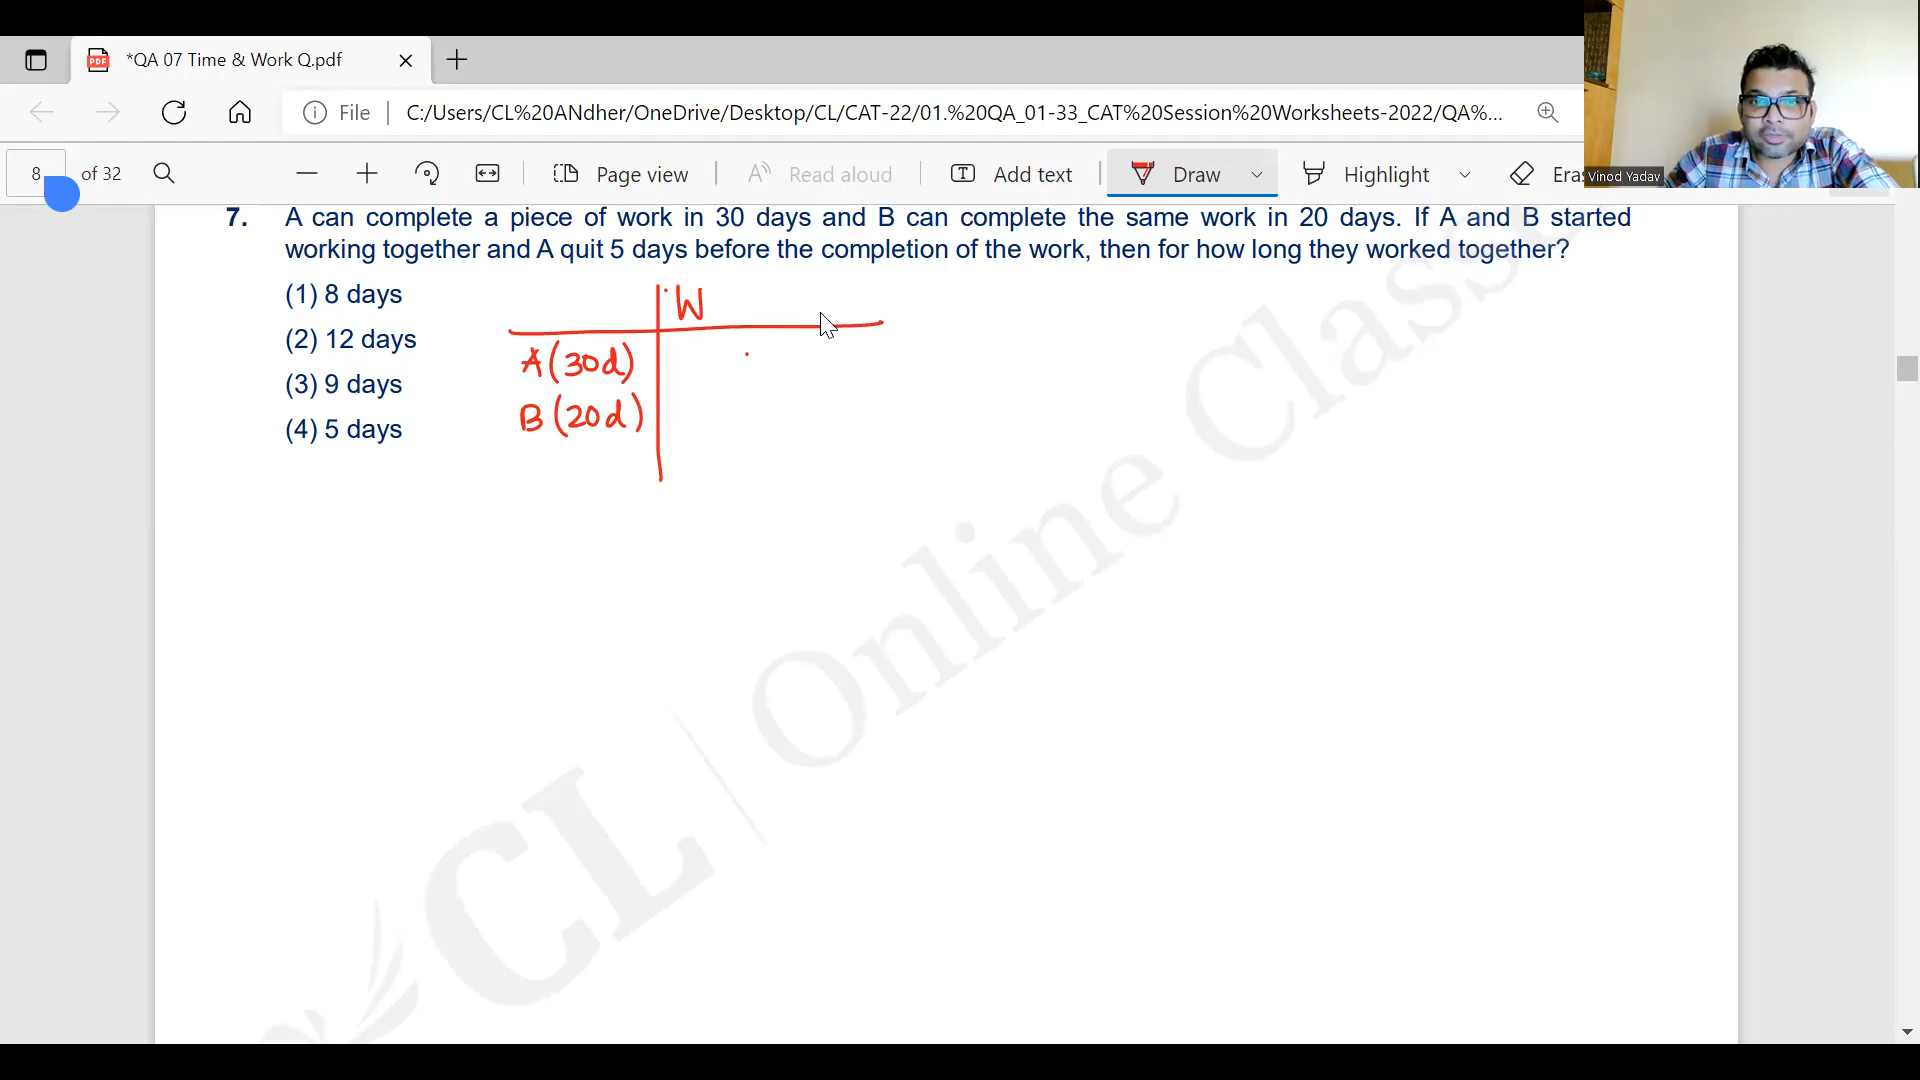 *QA 07 Time & Work Q.pdf
File
C:/Users/CL%20ANdher/OneDrive/Desktop/CL/CAT-22/01.%20QA_01-33_CAT%20Session%20Worksheets-2022/QA%...
8 of 32
Page view
Read aloud
Add text
Draw
Highlight
Eras
Vinod Yadav
7. A can complete a piece of work in 30 days and B can complete the same work in 20 days. If A and B started
working together and A quit 5 days before the completion of the work, then for how long they worked together?
(1) 8 days
(2) 12 days
(3) 9 days
(4) 5 days
W
A (30d)
B (20d)
CL Online Classe